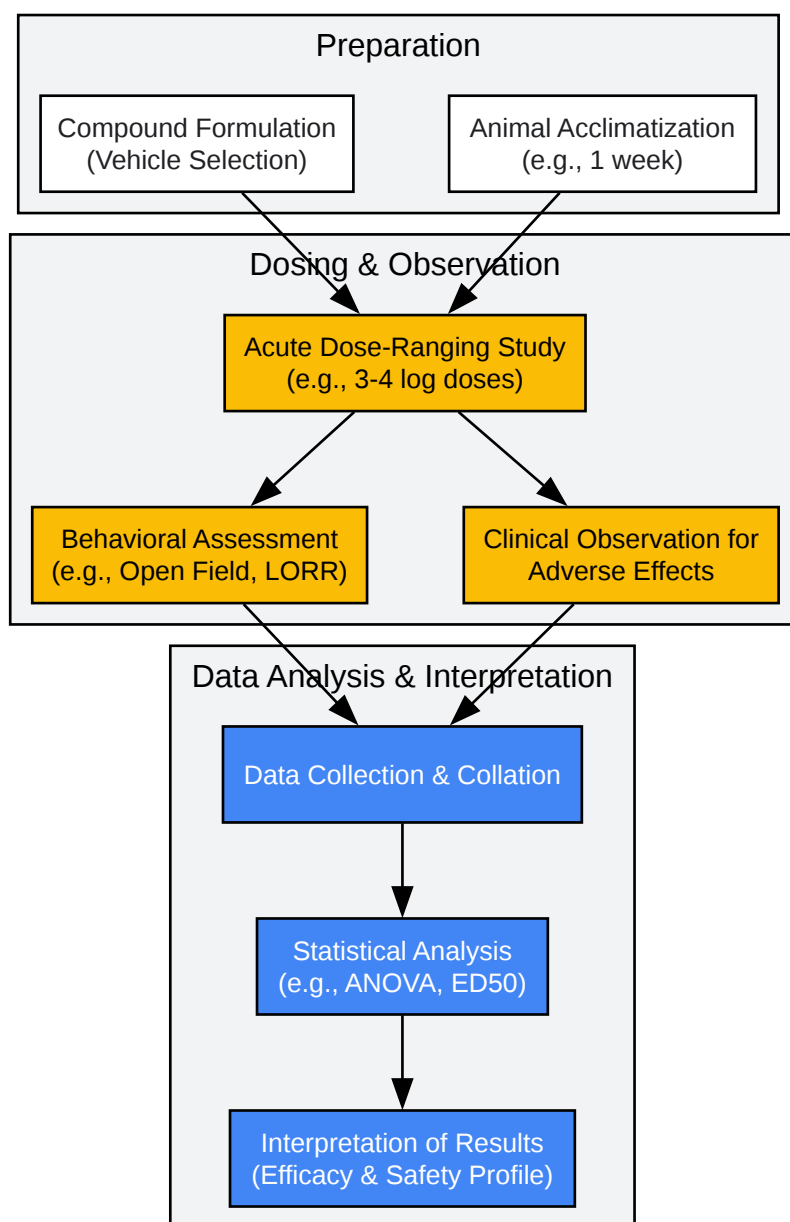 Preparation
Compound Formulation
(Vehicle Selection)
Animal Acclimatization
(e.g., 1 week)
Dosing & Observation
Acute Dose-Ranging Study
(e.g., 3-4 log doses)
Behavioral Assessment
(e.g., Open Field, LORR)
Clinical Observation for
Adverse Effects
Data Analysis & Interpretation
Data Collection & Collation
Statistical Analysis
(e.g., ANOVA, ED50)
Interpretation of Results
(Efficacy & Safety Profile)